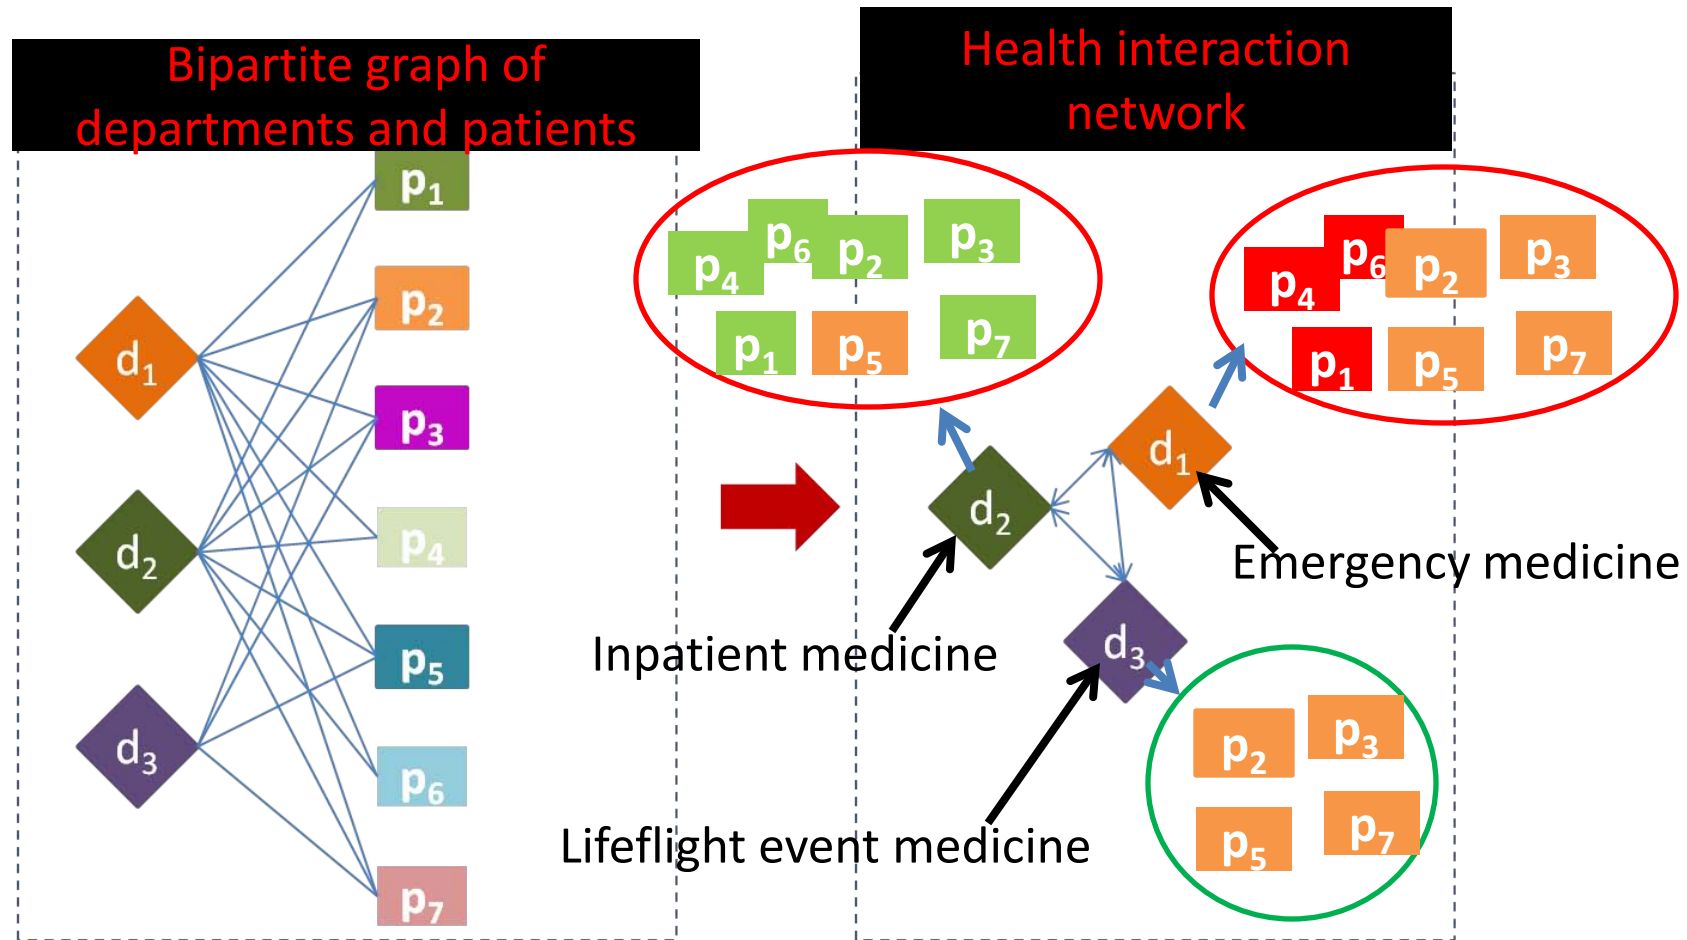 Bipartite graph of
departments and patients
p1
p2
p3
p4
p5
p6
p7
d1
d2
d3
Health interaction
network
p4
p6
p2
p3
p1
p5
p7
p4
p6
p2
p3
p1
p5
p7
d1
d2
d3
Emergency medicine
Inpatient medicine
Lifeflight event medicine
p2
p3
p5
p7